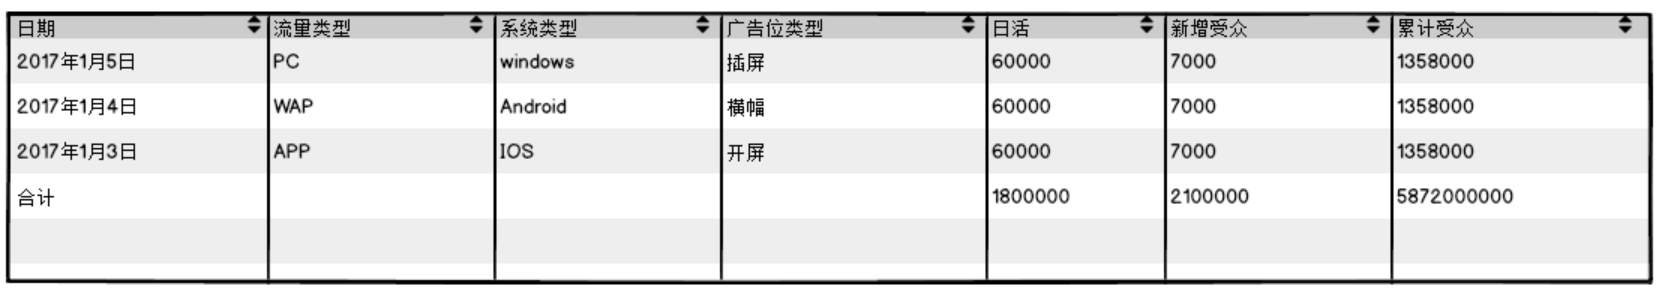 日期 流量类型 系统类型 广告位类型 日活 新增受众 累计受众
2017年1月5日 PC windows 插屏 60000 7000 1358000
2017年1月4日 WAP Android 横幅 60000 7000 1358000
2017年1月3日 APP IOS 开屏 60000 7000 1358000
合计 1800000 2100000 5872000000